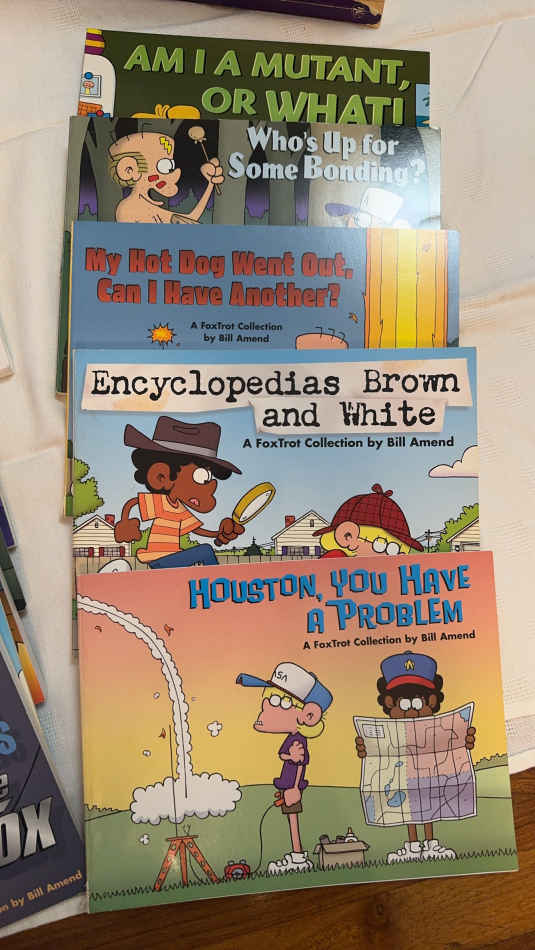 AM I A MUTANT,
OR WHAT!
Who's Up for
Some Bonding?
My Hot Dog Went Out,
Can I Have Another?
A FoxTrot Collection
by Bill Amend
Encyclopedias Brown
and White
A FoxTrot Collection by Bill Amend
Houston, You Have
a Problem
A FoxTrot Collection by Bill Amend
ASA
OX
by Bill Amend